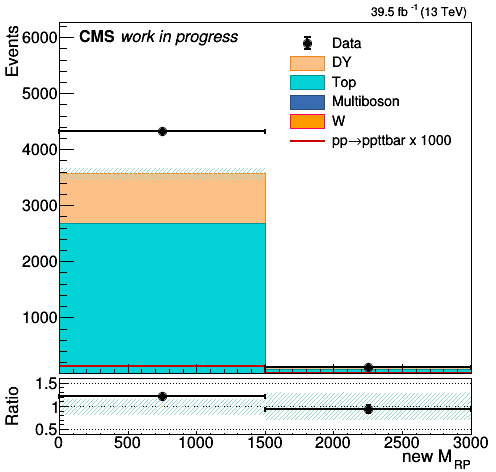 39.5 fb -1 (13 TeV)
CMS work in progress
Events
6000
5000
4000
3000
2000
1000
Data
DY
Top
Multiboson
W
pp→ppttbar x 1000
Ratio
1.5
1
0.5
0 500 1000 1500 2000 2500 3000
new M RP